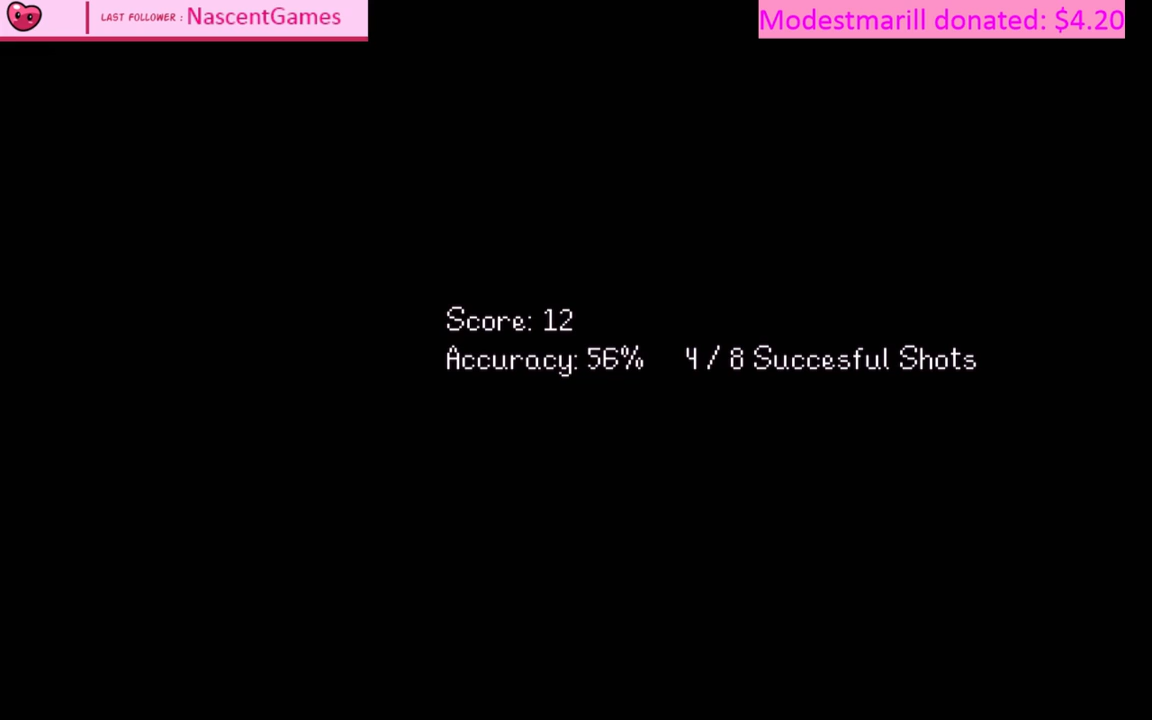 LAST FOLLOWER : NascentGames
Modestmarill donated: $4.20
Score: 12
Accuracy: 56% 4 / 8 Succesful Shots